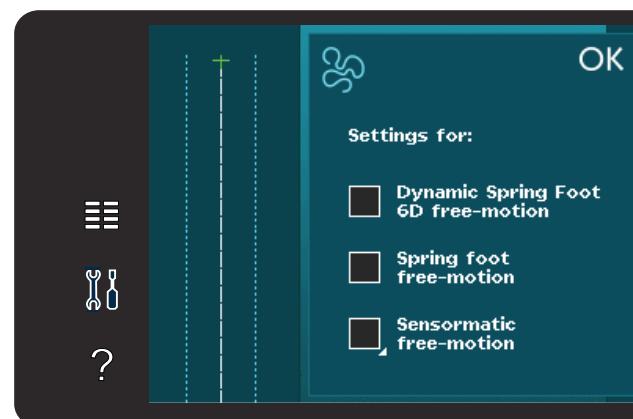 OK
Settings for:
Dynamic Spring Foot
6D free-motion
Spring foot
free-motion
Sensormatic
free-motion
?